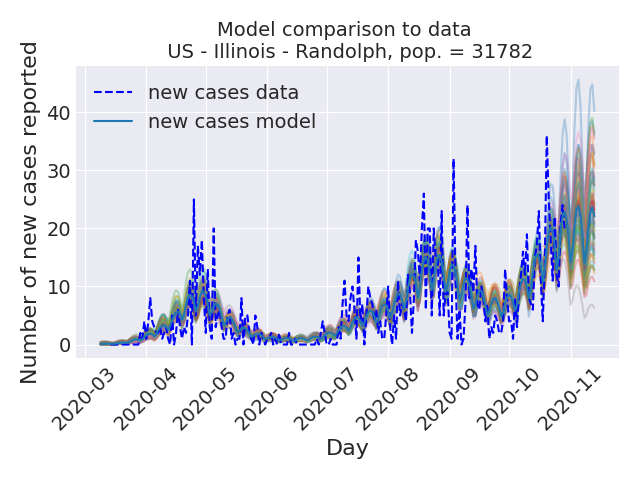 Model comparison to data
US - Illinois - Randolph, pop. = 31782
Number of new cases reported
new cases data
new cases model
40
30
20
10
0
2020-03
2020-04
2020-05
2020-06
2020-07
2020-08
2020-09
2020-10
2020-11
Day